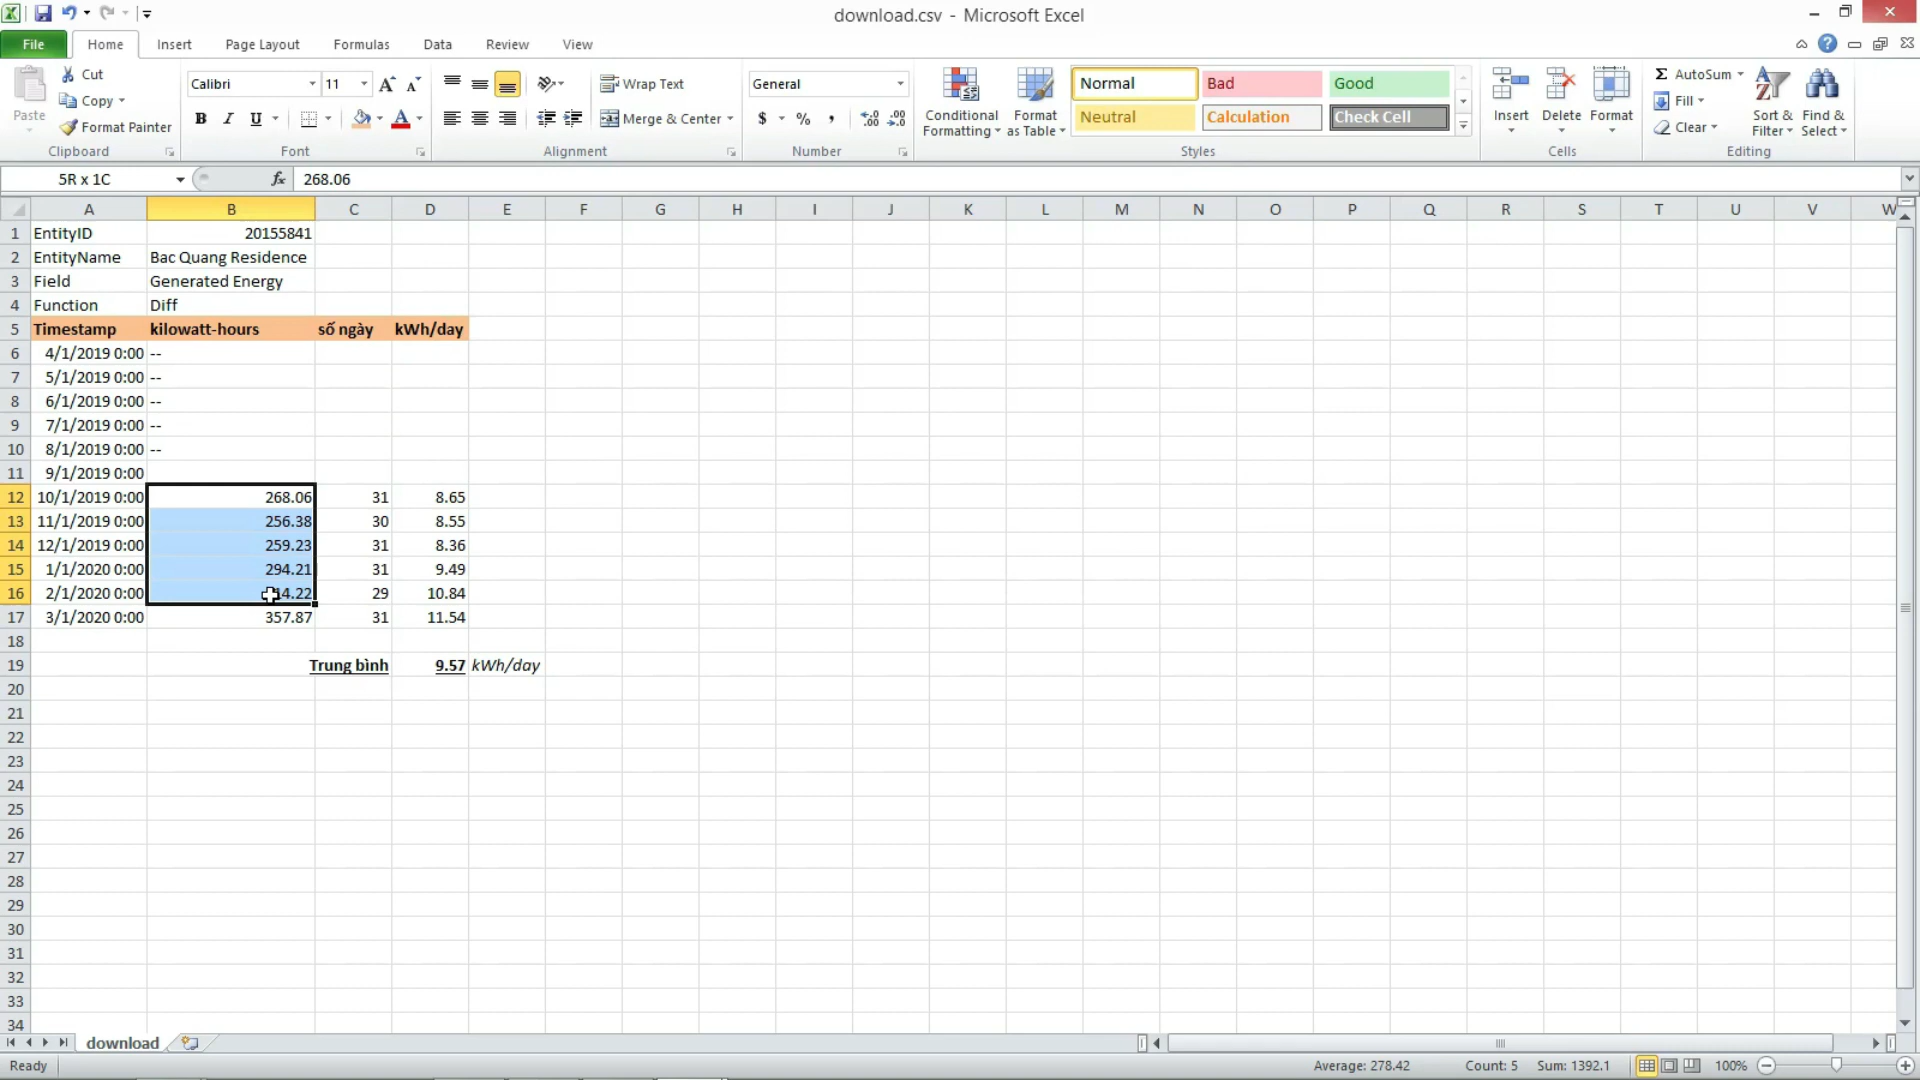 download.csv - Microsoft Excel
File Home Insert Page Layout Formulas Data Review View
Paste Cut Copy Format Painter
Calibri 11
Wrap Text
Merge & Center
General
Conditional Formatting Format as Table
Normal Bad Good
Neutral Calculation Check Cell
Insert Delete Format
AutoSum Fill Clear
Sort & Filter Find & Select
Clipboard Font Alignment Number Styles Cells Editing
5R x 1C fx 268.06
A B C D E F G H I J K L M N O P Q R S T U V W
1 EntityID 20155841
2 EntityName Bac Quang Residence
3 Field Generated Energy
4 Function Diff
5 Timestamp kilowatt-hours số ngày kWh/day
6 4/1/2019 0:00 --
7 5/1/2019 0:00 --
8 6/1/2019 0:00 --
9 7/1/2019 0:00 --
10 8/1/2019 0:00 --
11 9/1/2019 0:00
12 10/1/2019 0:00 268.06 31 8.65
13 11/1/2019 0:00 256.38 30 8.55
14 12/1/2019 0:00 259.23 31 8.36
15 1/1/2020 0:00 294.21 31 9.49
16 2/1/2020 0:00 29 10.84
17 3/1/2020 0:00 357.87 31 11.54
18
19 Trung bình 9.57 kWh/day
20
21
22
23
24
25
26
27
28
29
30
31
32
33
34
download
Ready Average: 278.42 Count: 5 Sum: 1392.1 100%